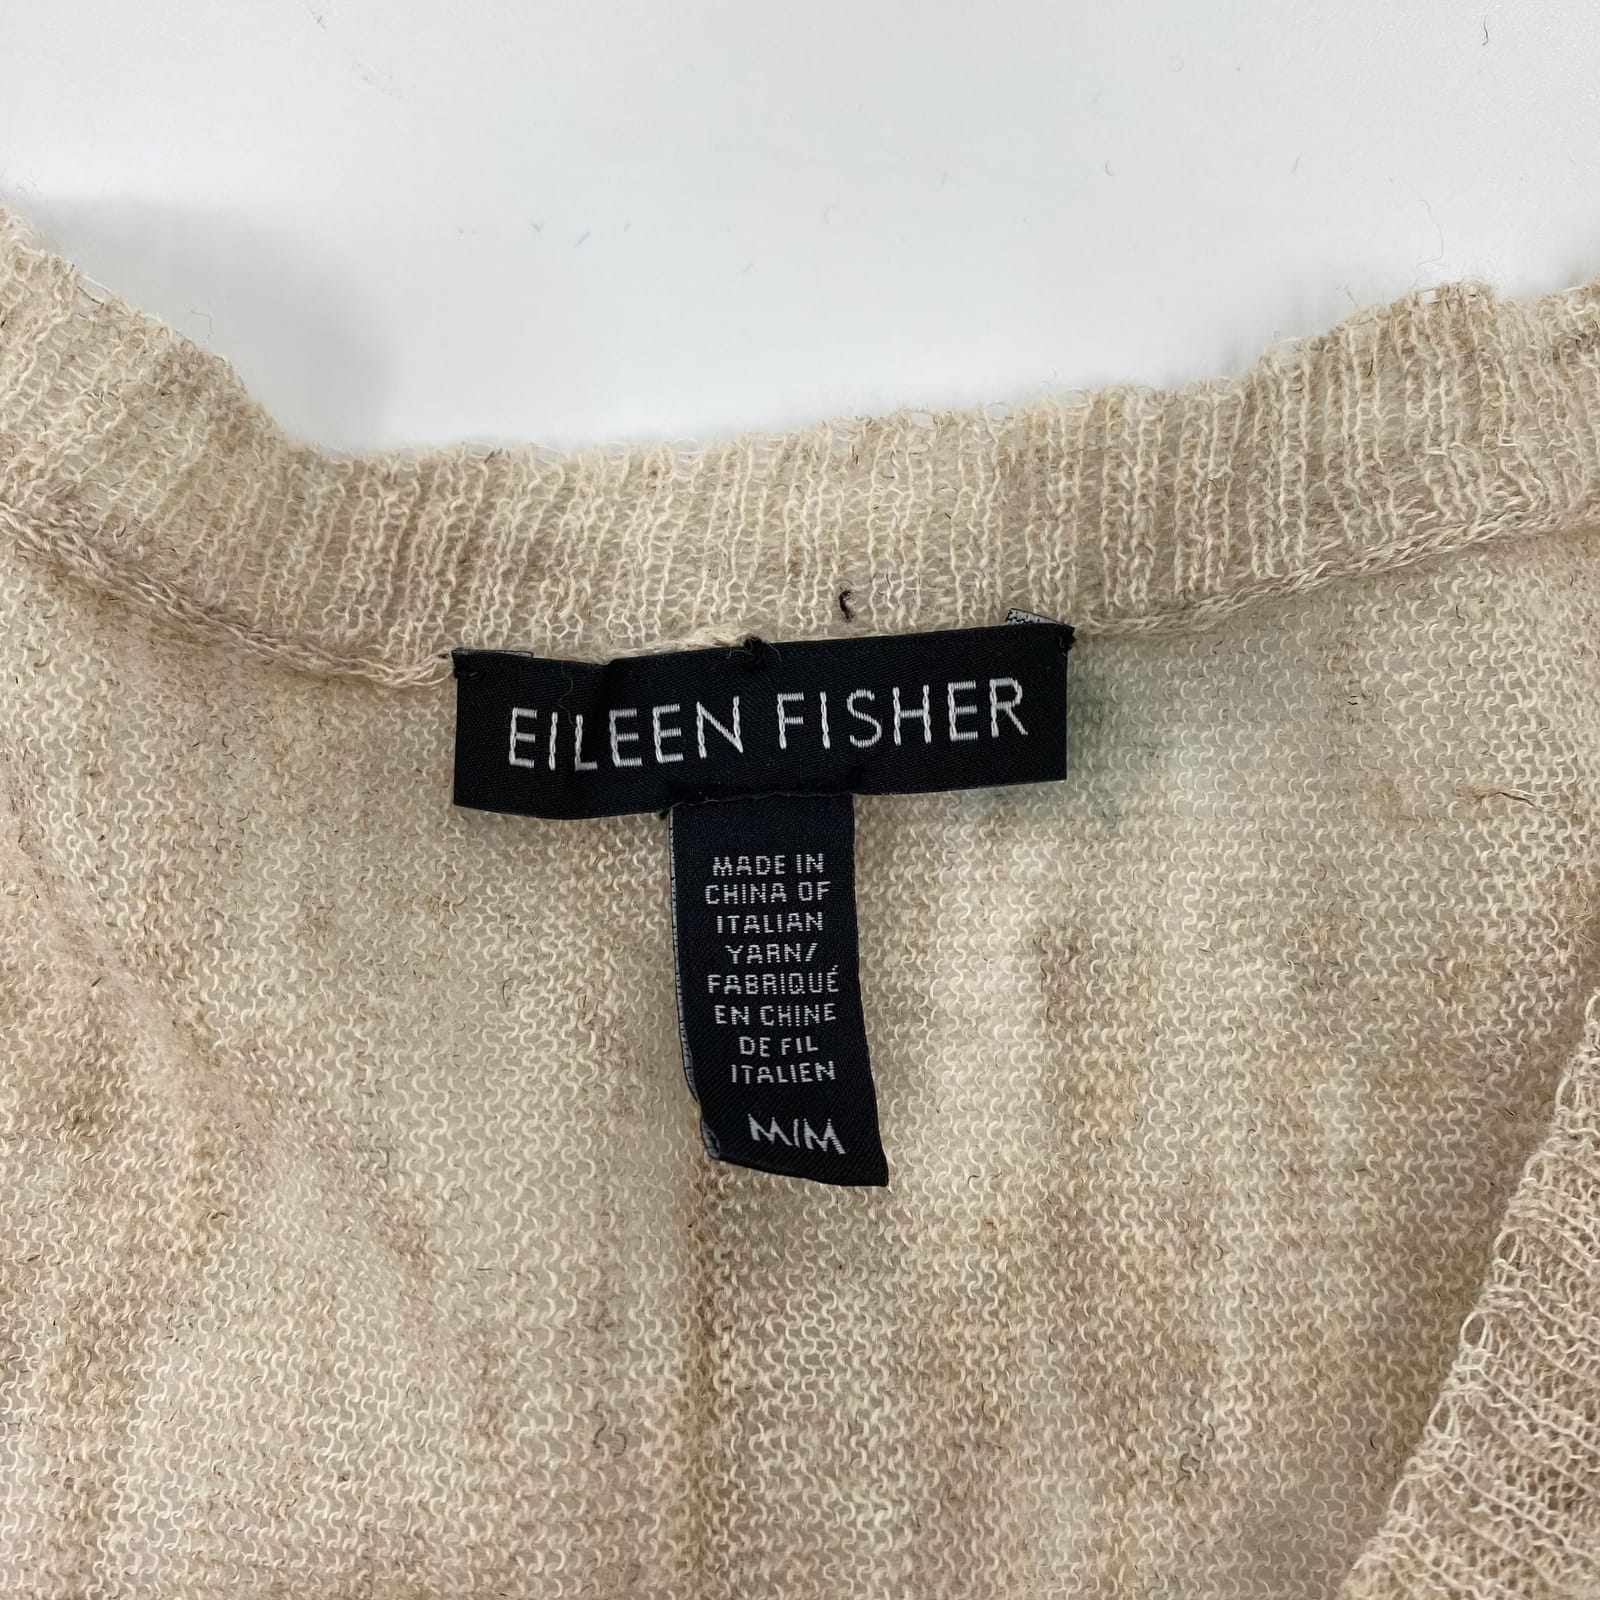 EILEEN FISHER
MADE IN
CHINA OF
ITALIAN
YARN/
FABRIQUÉ
EN CHINE
DE FIL
ITALIEN
M/M